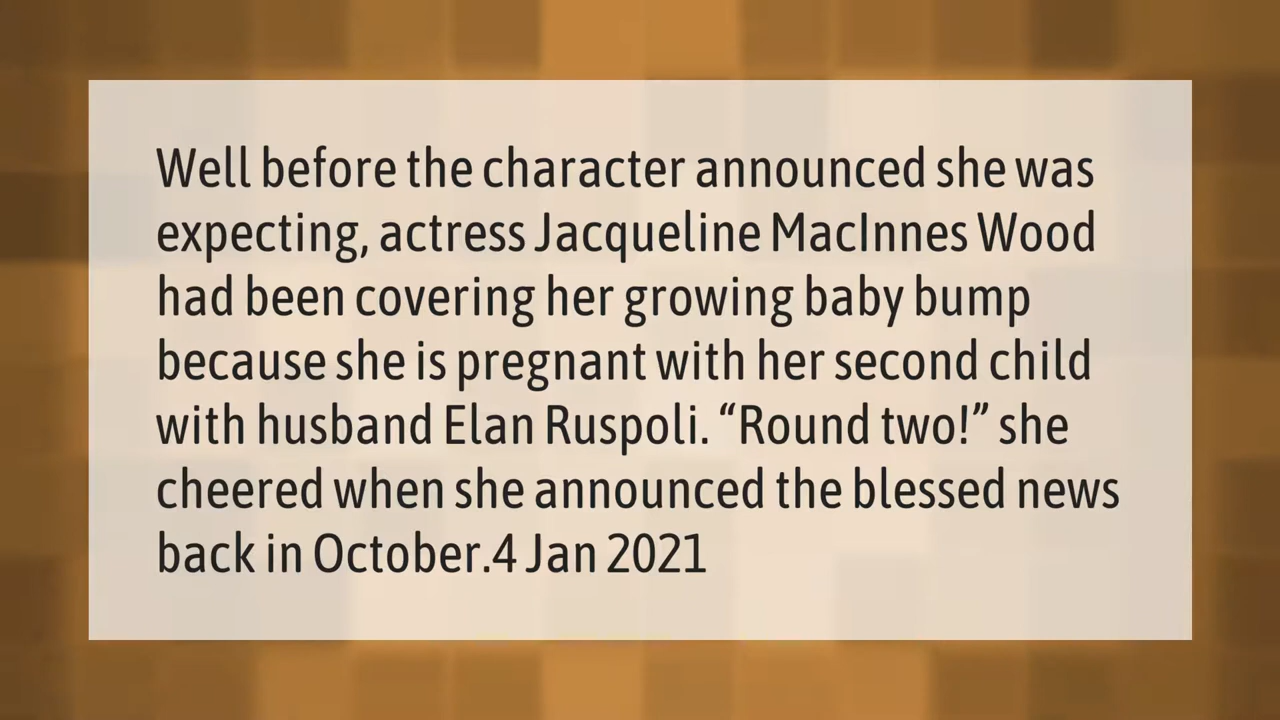 Well before the character announced she was
expecting, actress Jacqueline MacInnes Wood
had been covering her growing baby bump
because she is pregnant with her second child
with husband Elan Ruspoli. “Round two!” she
cheered when she announced the blessed news
back in October.4 Jan 2021